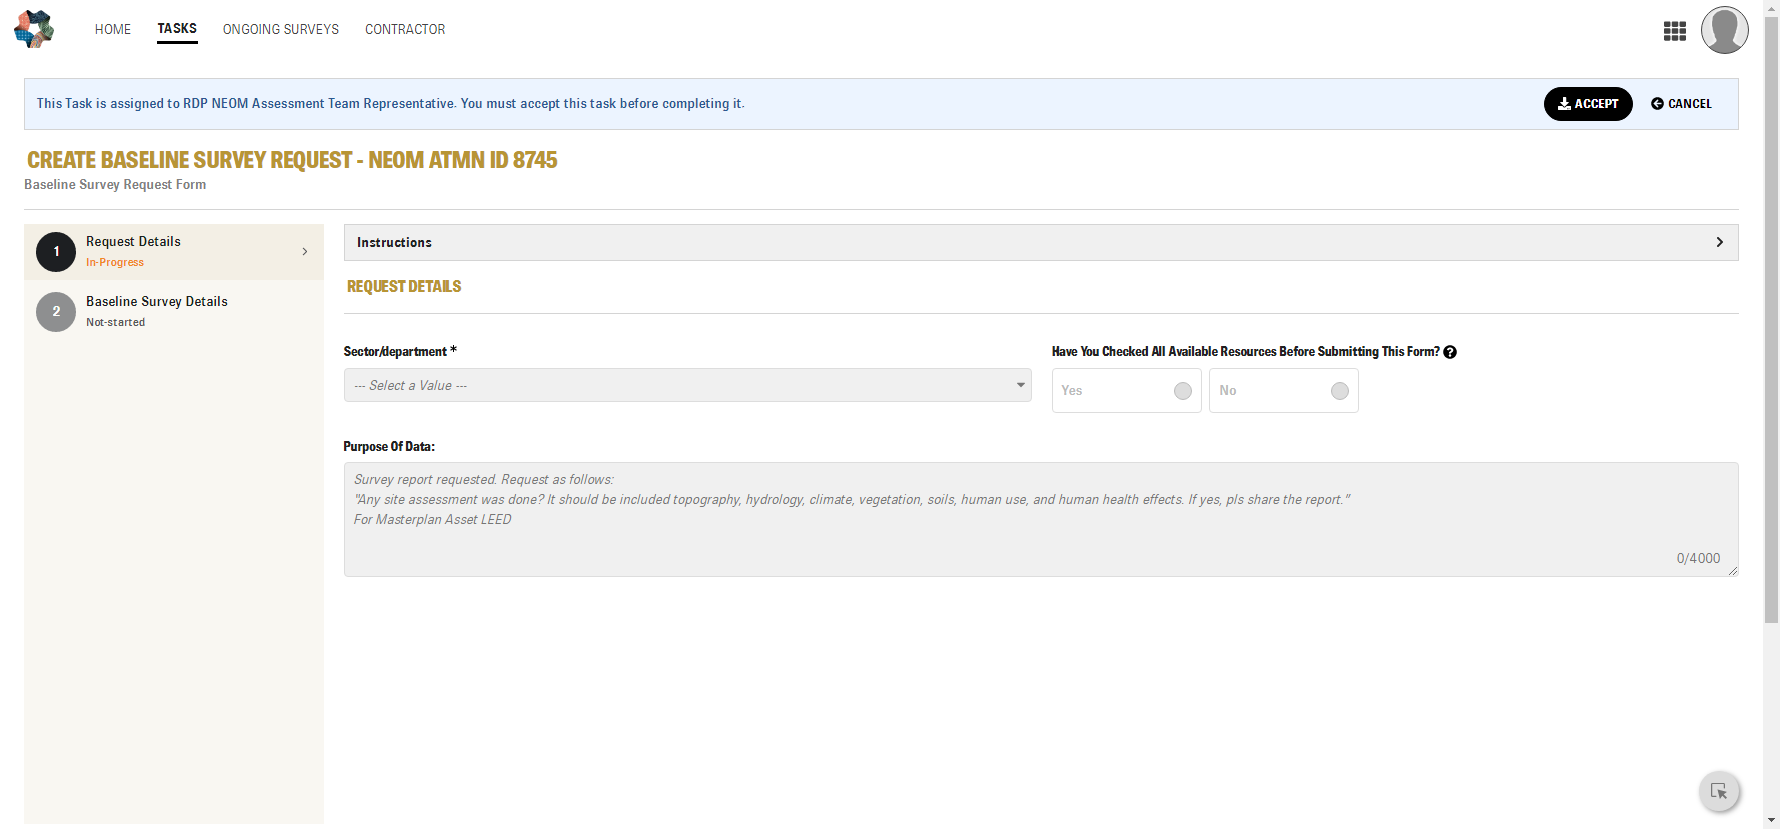 HOME TASKS ONGOING SURVEYS CONTRACTOR
This Task is assigned to RDP NEOM Assessment Team Representative. You must accept this task before completing it. ACCEPT CANCEL
CREATE BASELINE SURVEY REQUEST - NEOM ATMN ID 8745
Baseline Survey Request Form
1 Request Details
In-Progress
2 Baseline Survey Details
Not-started
Instructions
REQUEST DETAILS
Sector/department *
--- Select a Value ---
Have You Checked All Available Resources Before Submitting This Form? ?
Yes No
Purpose Of Data:
Survey report requested. Request as follows:
"Any site assessment was done? It should be included topography, hydrology, climate, vegetation, soils, human use, and human health effects. If yes, pls share the report."
For Masterplan Asset LEED
0/4000